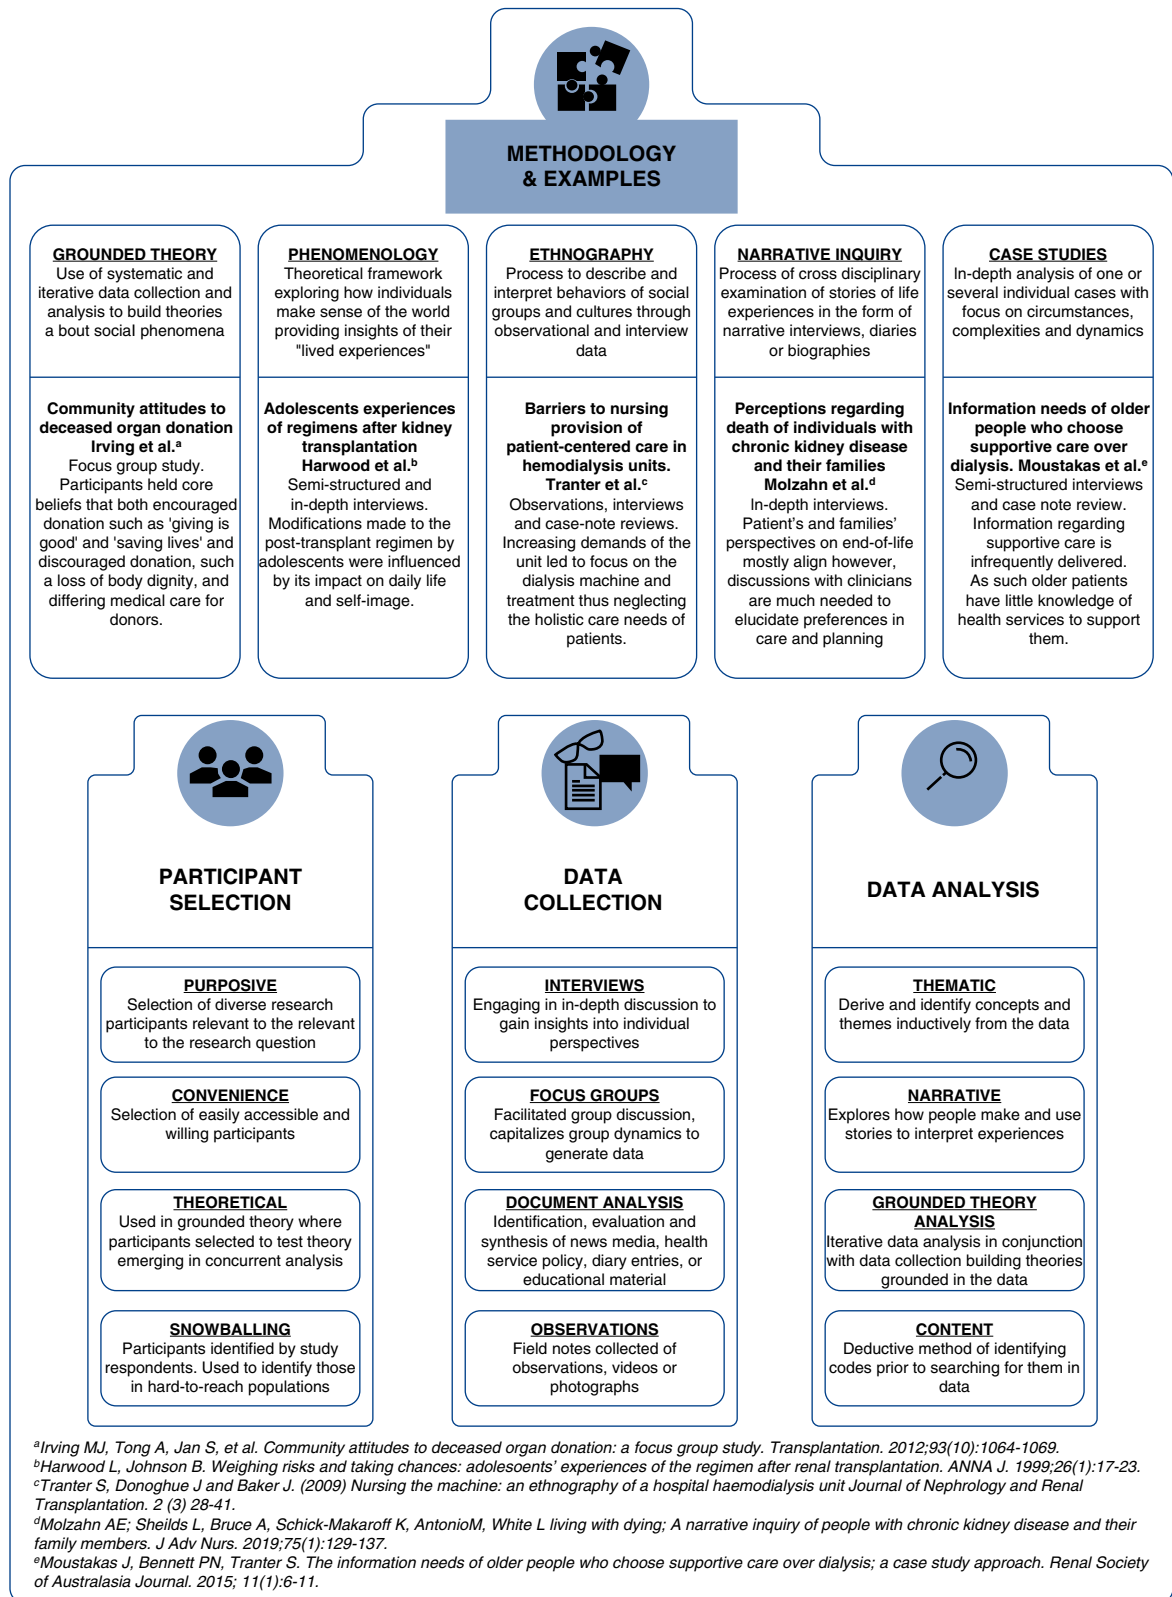 METHODOLOGY
& EXAMPLES
GROUNDED THEORY
Use of systematic and
iterative data collection and
analysis to build theories
a bout social phenomena
Community attitudes to
deceased organ donation
Irving et al.a
Focus group study.
Participants held core
beliefs that both encouraged
donation such as 'giving is
good' and 'saving lives' and
discouraged donation, such
a loss of body dignity, and
differing medical care for
donors.
PHENOMENOLOGY
Theoretical framework
exploring how individuals
make sense of the world
providing insights of their
"lived experiences"
Adolescents experiences
of regimens after kidney
transplantation
Harwood et al.b
Semi-structured and
in-depth interviews.
Modifications made to the
post-transplant regimen by
adolescents were influenced
by its impact on daily life
and self-image.
ETHNOGRAPHY
Process to describe and
interpret behaviors of social
groups and cultures through
observational and interview
data
Barriers to nursing
provision of
patient-centered care in
hemodialysis units.
Tranter et al.c
Observations, interviews
and case-note reviews.
Increasing demands of the
unit led to focus on the
dialysis machine and
treatment thus neglecting
the holistic care needs of
patients.
NARRATIVE INQUIRY
Process of cross disciplinary
examination of stories of life
experiences in the form of
narrative interviews, diaries
or biographies
Perceptions regarding
death of individuals with
chronic kidney disease
and their families
Molzahn et al.d
In-depth interviews.
Patient's and families'
perspectives on end-of-life
mostly align however,
discussions with clinicians
are much needed to
elucidate preferences in
care and planning
CASE STUDIES
In-depth analysis of one or
several individual cases with
focus on circumstances,
complexities and dynamics
Information needs of older
people who choose
supportive care over
dialysis. Moustakas et al.e
Semi-structured interviews
and case note review.
Information regarding
supportive care is
infrequently delivered.
As such older patients
have little knowledge of
health services to support
them.
PARTICIPANT
SELECTION
PURPOSIVE
Selection of diverse research
participants relevant to the relevant
to the research question
CONVENIENCE
Selection of easily accessible and
willing participants
THEORETICAL
Used in grounded theory where
participants selected to test theory
emerging in concurrent analysis
SNOWBALLING
Participants identified by study
respondents. Used to identify those
in hard-to-reach populations
DATA
COLLECTION
INTERVIEWS
Engaging in in-depth discussion to
gain insights into individual
perspectives
FOCUS GROUPS
Facilitated group discussion,
capitalizes group dynamics to
generate data
DOCUMENT ANALYSIS
Identification, evaluation and
synthesis of news media, health
service policy, diary entries, or
educational material
OBSERVATIONS
Field notes collected of
observations, videos or
photographs
DATA ANALYSIS
THEMATIC
Derive and identify concepts and
themes inductively from the data
NARRATIVE
Explores how people make and use
stories to interpret experiences
GROUNDED THEORY
ANALYSIS
Iterative data analysis in conjunction
with data collection building theories
grounded in the data
CONTENT
Deductive method of identifying
codes prior to searching for them in
data
aIrving MJ, Tong A, Jan S, et al. Community attitudes to deceased organ donation: a focus group study. Transplantation. 2012;93(10):1064-1069.
bHarwood L, Johnson B. Weighing risks and taking chances: adolesoents' experiences of the regimen after renal transplantation. ANNA J. 1999;26(1):17-23.
cTranter S, Donoghue J and Baker J. (2009) Nursing the machine: an ethnography of a hospital haemodialysis unit Journal of Nephrology and Renal
Transplantation. 2 (3) 28-41.
dMolzahn AE; Sheilds L, Bruce A, Schick-Makaroff K, AntonioM, White L living with dying; A narrative inquiry of people with chronic kidney disease and their
family members. J Adv Nurs. 2019;75(1):129-137.
eMoustakas J, Bennett PN, Tranter S. The information needs of older people who choose supportive care over dialysis; a case study approach. Renal Society
of Australasia Journal. 2015; 11(1):6-11.